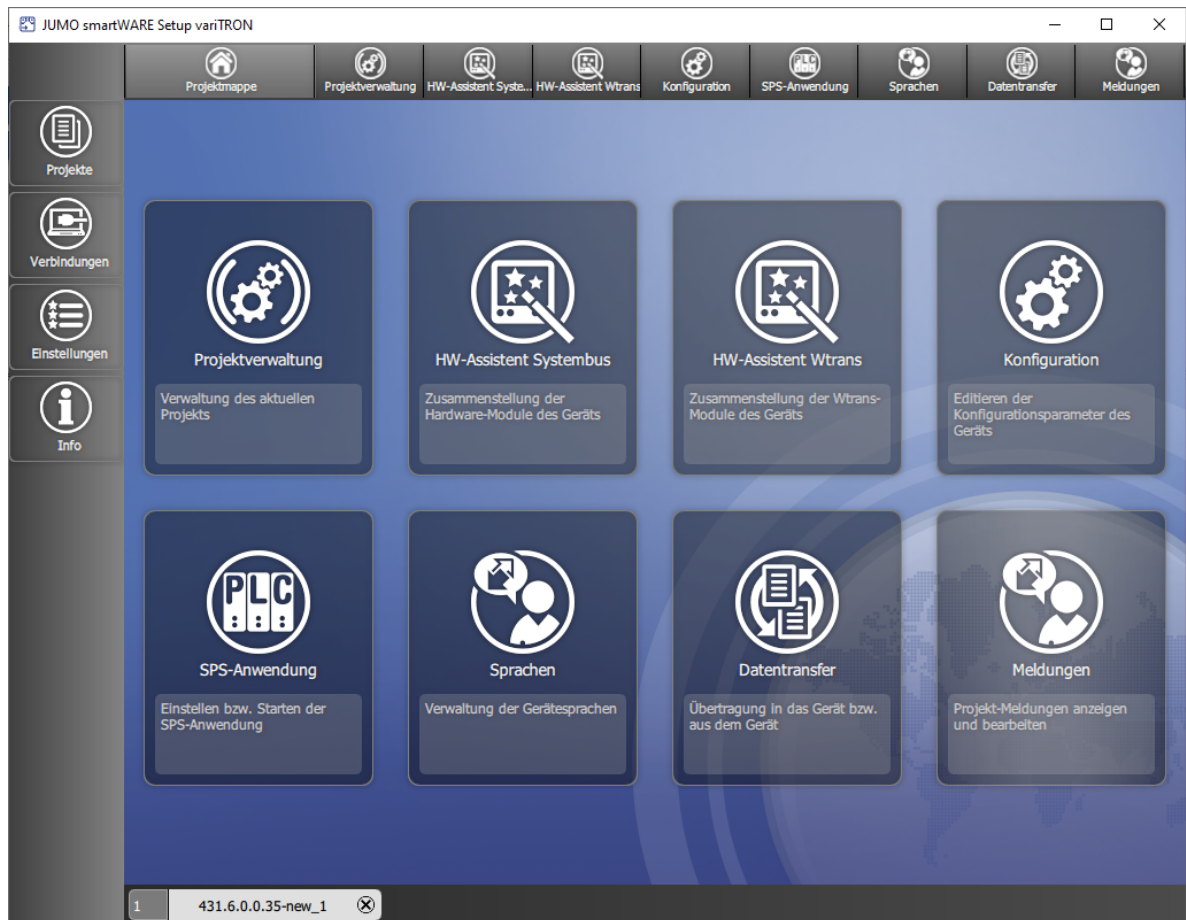 JUMO smartWARE Setup variTRON
Projektmappe
Projektverwaltung
HW-Assistent Syste...
HW-Assistent Wtrans
Konfiguration
SPS-Anwendung
Sprachen
Datentransfer
Meldungen
Projekte
Verbindungen
Einstellungen
Info
Projektverwaltung
Verwaltung des aktuellen
Projekts
HW-Assistent Systembus
Zusammenstellung der
Hardware-Module des Geräts
HW-Assistent Wtrans
Zusammenstellung der Wtrans-
Module des Geräts
Konfiguration
Editieren der
Konfigurationsparameter des
Geräts
PLC
SPS-Anwendung
Einstellen bzw. Starten der
SPS-Anwendung
Sprachen
Verwaltung der Gerätesprachen
Datentransfer
Übertragung in das Gerät bzw.
aus dem Gerät
Meldungen
Projekt-Meldungen anzeigen
und bearbeiten
1
431.6.0.0.35-new_1